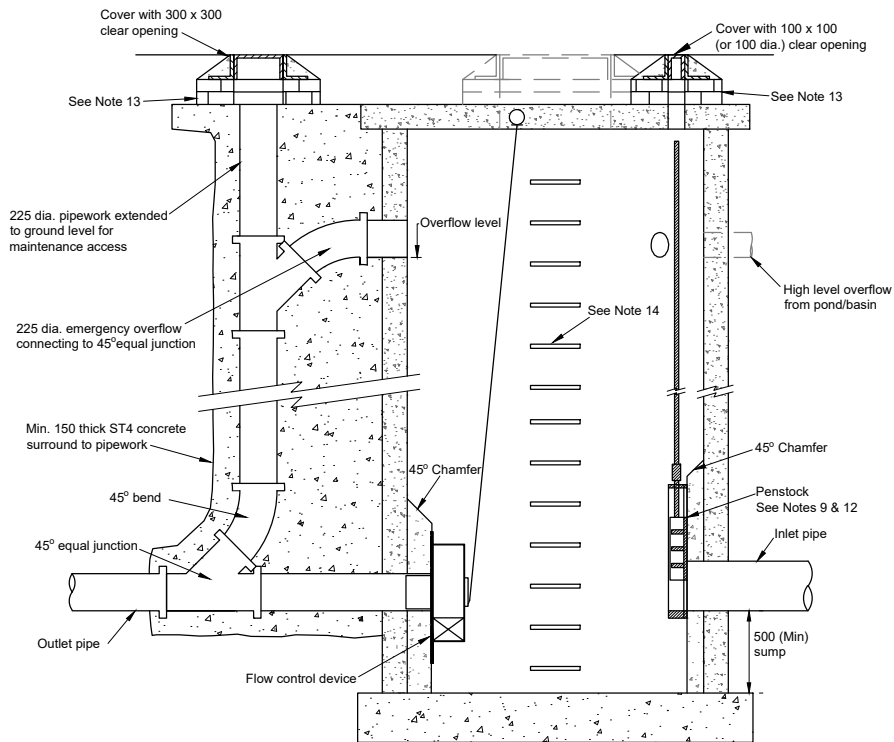 Cover with 300 x 300
clear opening
Cover with 100 x 100
(or 100 dia.) clear opening
See Note 13
See Note 13
225 dia. pipework extended
to ground level for
maintenance access
Overflow level
High level overflow
from pond/basin
225 dia. emergency overflow
connecting to 45°equal junction
See Note 14
Min. 150 thick ST4 concrete
surround to pipework
45° Chamfer
45° Chamfer
45° bend
Penstock
See Notes 9 & 12
Inlet pipe
45° equal junction
Outlet pipe
Flow control device
500 (Min)
sump